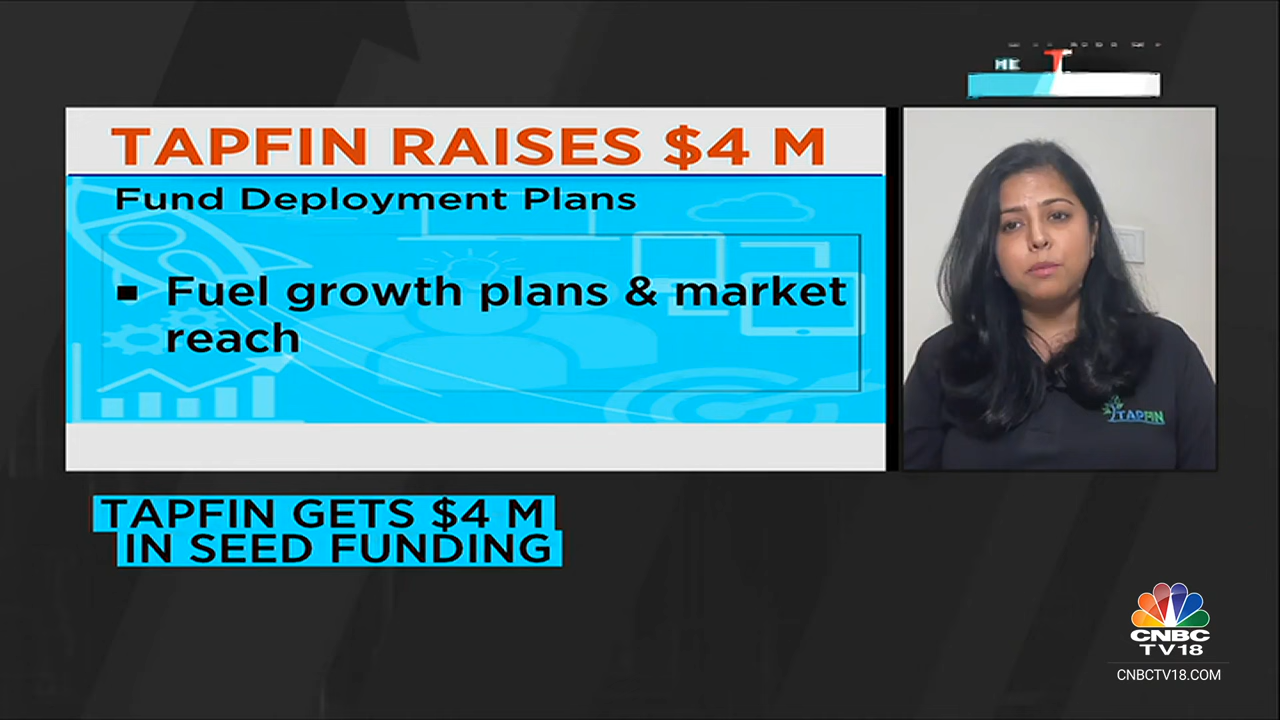 TAPFIN RAISES $4 M
Fund Deployment Plans
▪ Fuel growth plans & market
reach
TAPFIN
TAPFIN GETS $4 M
IN SEED FUNDING
CNBC
TV18
CNBCTV18.COM